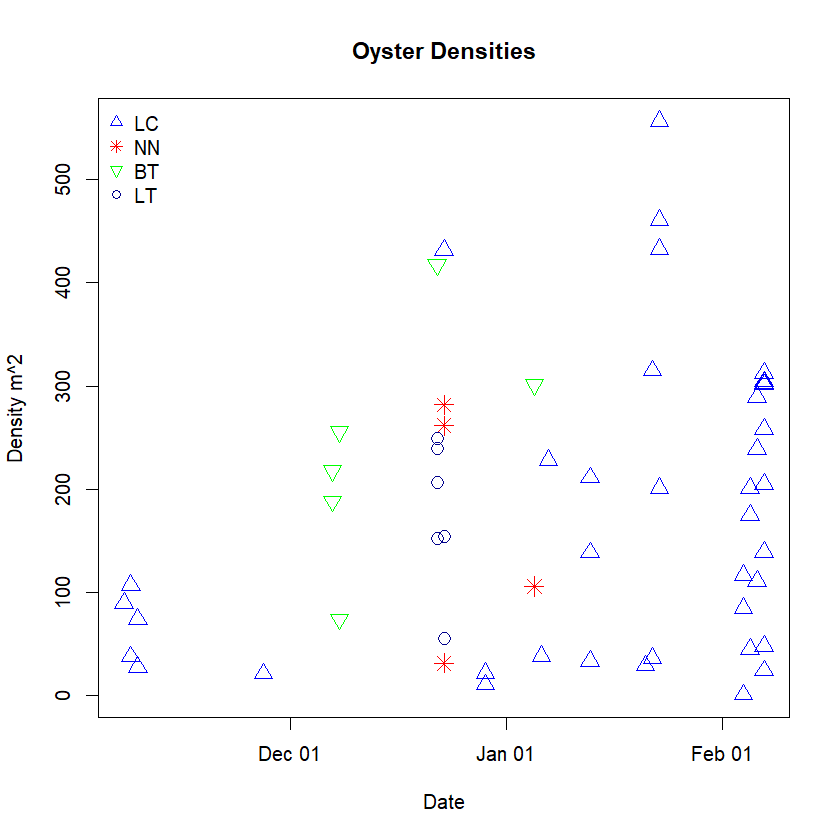 Oyster Densities
LC
NN
BT
LT
500
400
300
200
100
0
Density m^2
Dec 01
Jan 01
Feb 01
Date